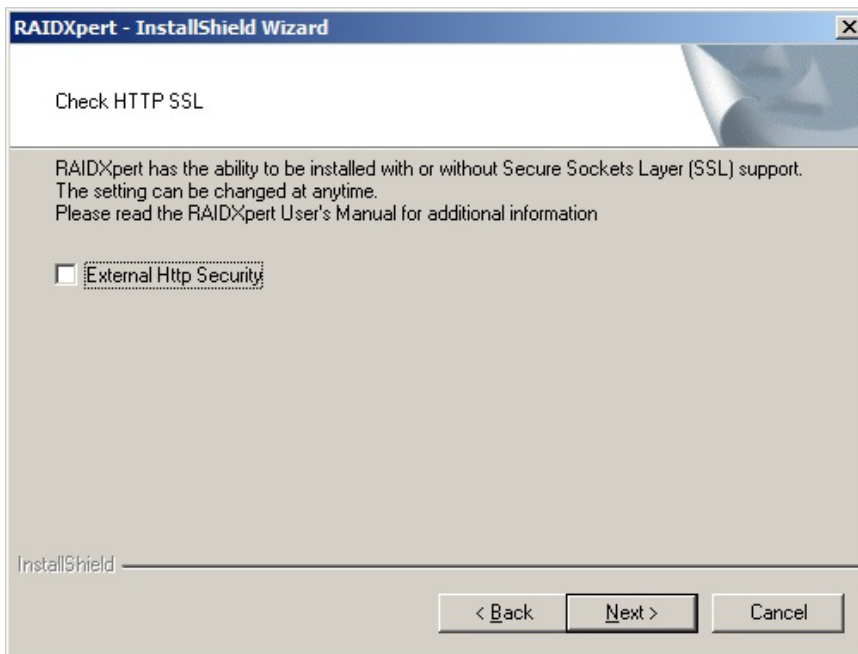 RAIDXpert - InstallShield Wizard
Check HTTP SSL
RAIDXpert has the ability to be installed with or without Secure Sockets Layer (SSL) support.
The setting can be changed at anytime.
Please read the RAIDXpert User's Manual for additional information
External Http Security
InstallShield
< Back Next > Cancel